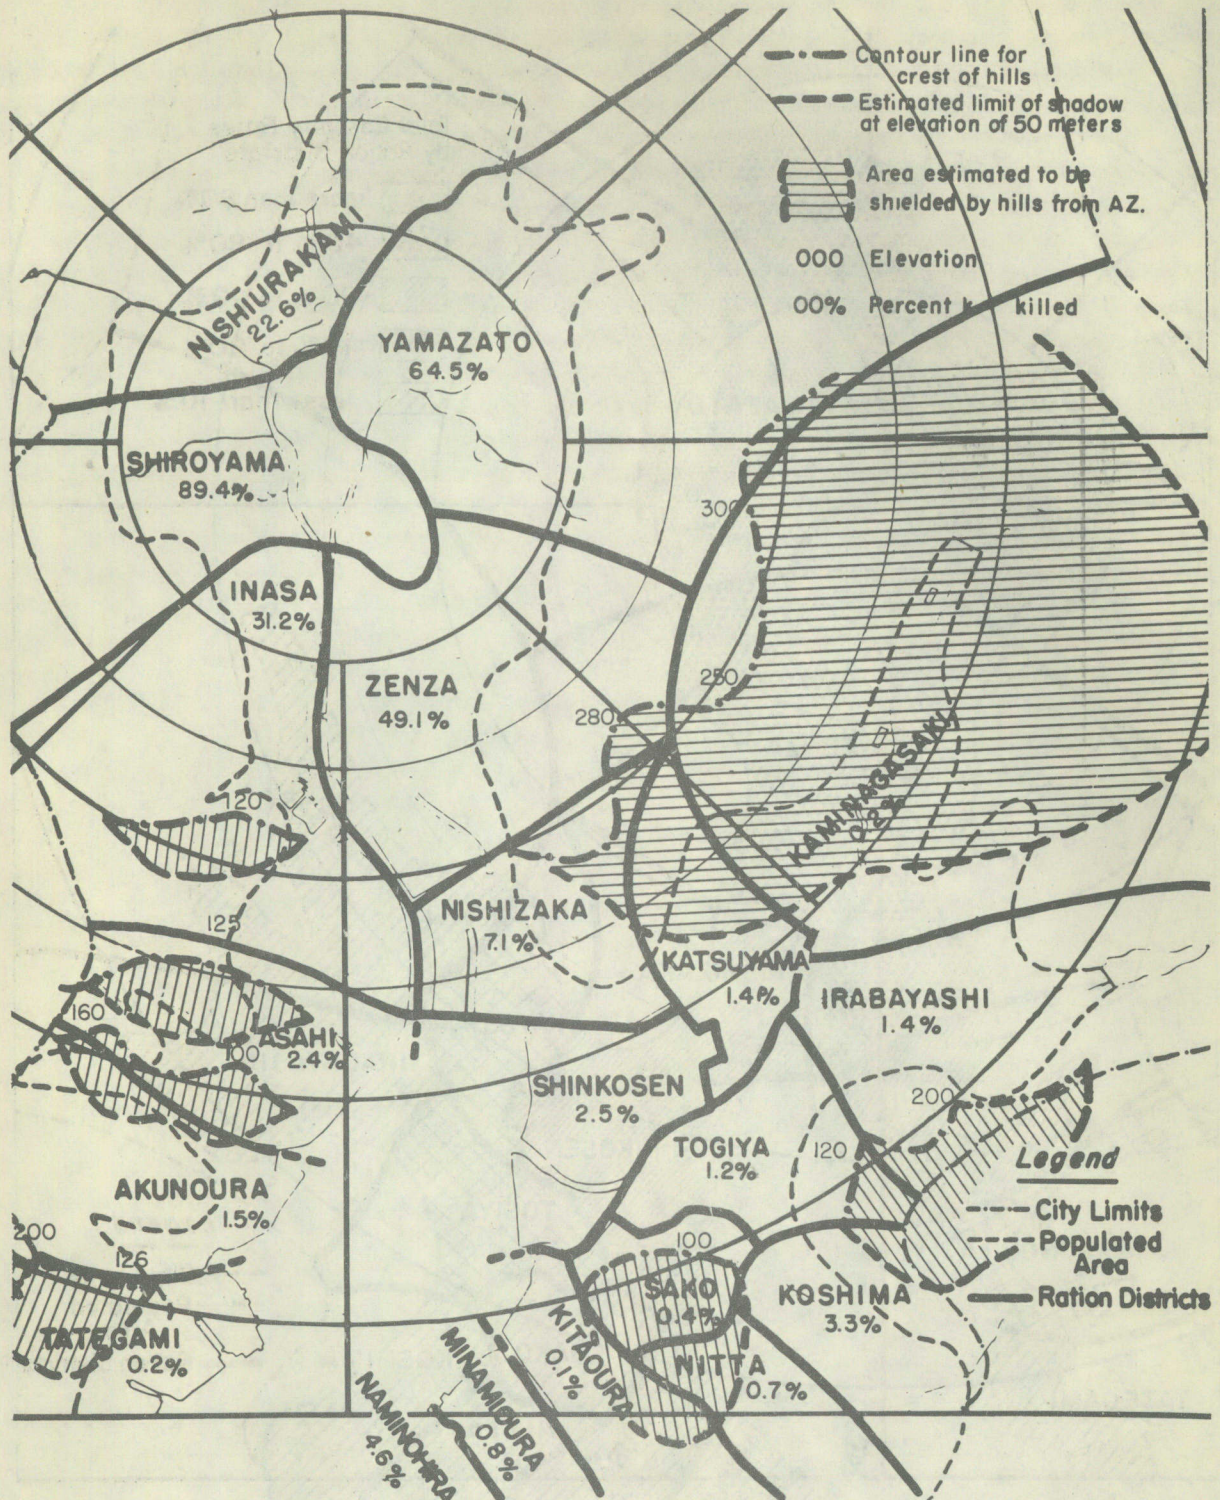 Contour line for
crest of hills
Estimated limit of shadow
at elevation of 50 meters
Area estimated to be
shielded by hills from AZ.
000 Elevation
00% Percent killed
NISHIURAKAMI
22.6%
YAMAZATO
64.5%
SHIROYAMA
89.4%
300
INASA
31.2%
250
ZENZA
49.1%
280
KAMINAGASAKI
0.2%
120
NISHIZAKA
7.1%
125
KATSUYAMA
1.4%
IRABAYASHI
1.4%
160
ASAHI
100
2.4%
SHINKOSEN
2.5%
200
TOGIYA
1.2%
120
Legend
City Limits
Populated
Area
Ration Districts
AKUNOURA
1.5%
200
126
100
SAKO
0.4%
KOSHIMA
3.3%
TATEGAMI
0.2%
KITAOURA
0.1%
NITTA
0.7%
MINAMIOURA
0.8%
NAMINOHIRA
4.6%